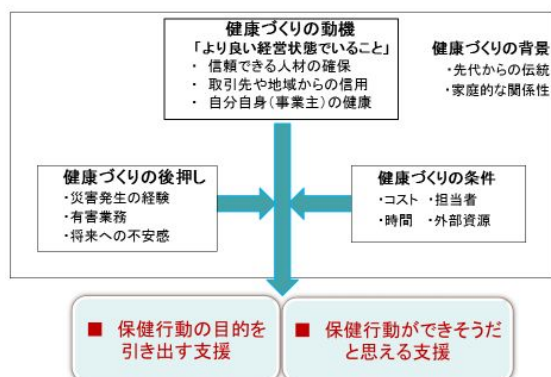 健康づくりの動機
「より良い経営状態でいること」
・ 信頼できる人材の確保
・ 取引先や地域からの信用
・ 自分自身(事業主)の健康
健康づくりの背景
・先代からの伝統
・家庭的な関係性
健康づくりの後押し
・災害発生の経験
・有害業務
・将来への不安感
健康づくりの条件
・コスト ・担当者
・時間 ・外部資源
■ 保健行動の目的を
引き出す支援
■ 保健行動ができそうだ
と思える支援